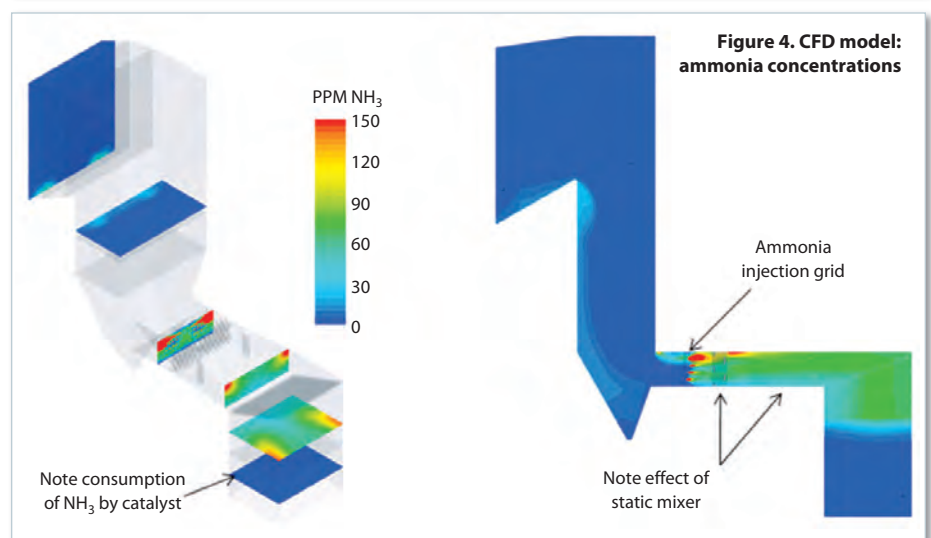 Figure 4. CFD model:
ammonia concentrations
PPM NH₃
150
120
90
60
30
0
Ammonia
injection grid
Note consumption
of NH₃ by catalyst
Note effect of
static mixer